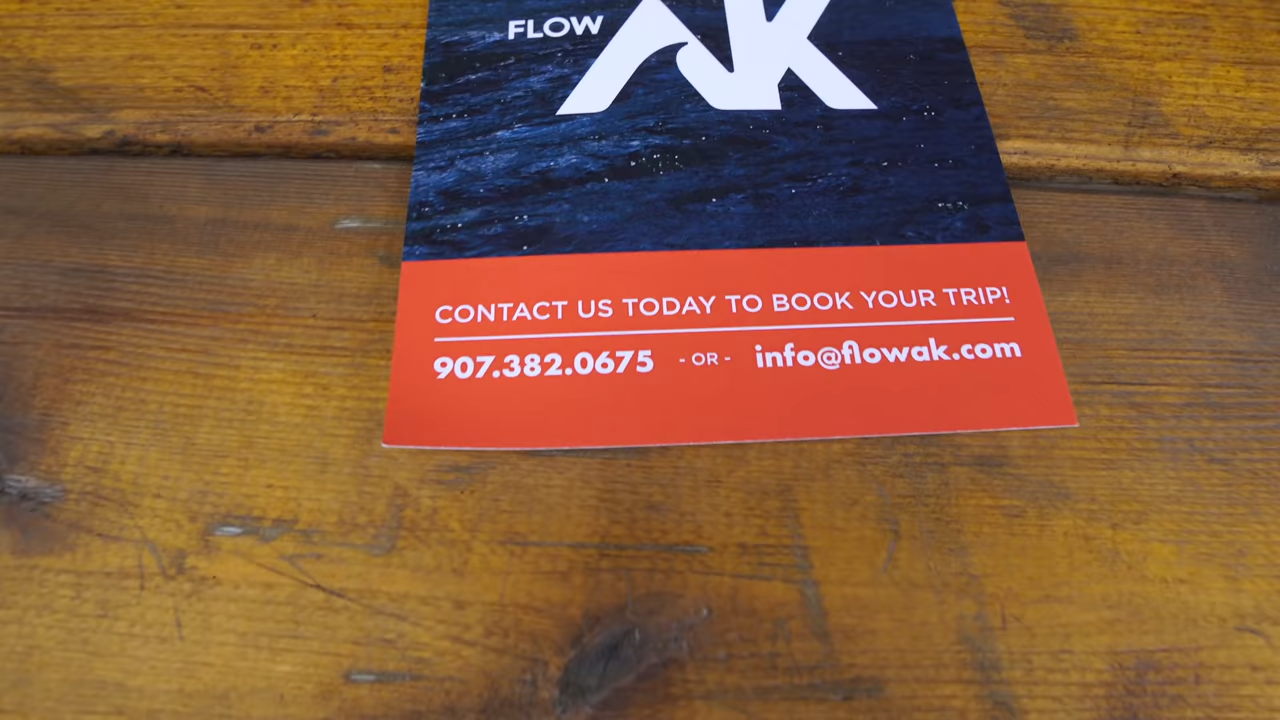 FLOW AK
CONTACT US TODAY TO BOOK YOUR TRIP!
907.382.0675 - OR - info@flowak.com